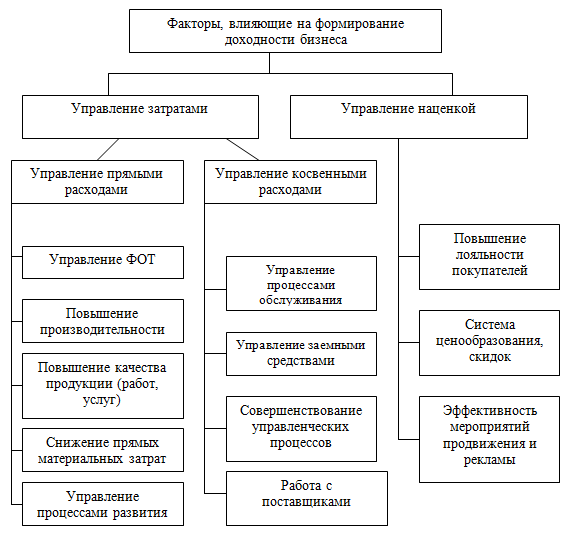 Факторы, влияющие на формирование
доходности бизнеса
Управление затратами
Управление наценкой
Управление прямыми
расходами
Управление косвенными
расходами
Управление ФОТ
Повышение
производительности
Повышение качества
продукции (работ,
услуг)
Снижение прямых
материальных затрат
Управление
процессами развития
Управление
процессами
обслуживания
Управление заемными
средствами
Совершенствование
управленческих
процессов
Работа с
поставщиками
Повышение
лояльности
покупателей
Система
ценообразования,
скидок
Эффективность
мероприятий
продвижения и
рекламы